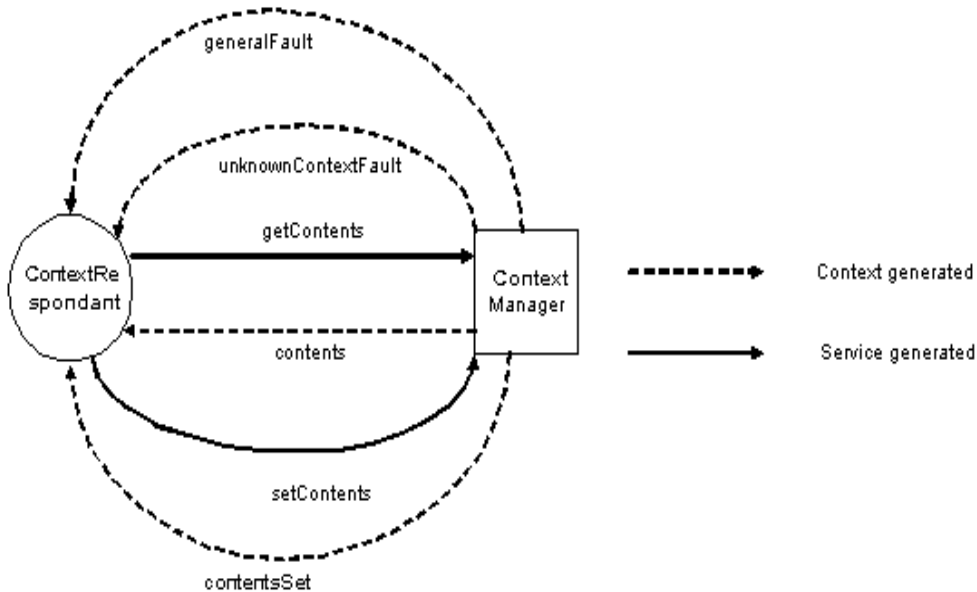 generalFault
unknownContextFault
getContents
ContextRe
spondant
Context
Manager
Context generated
contents
Service generated
setContents
contentsSet